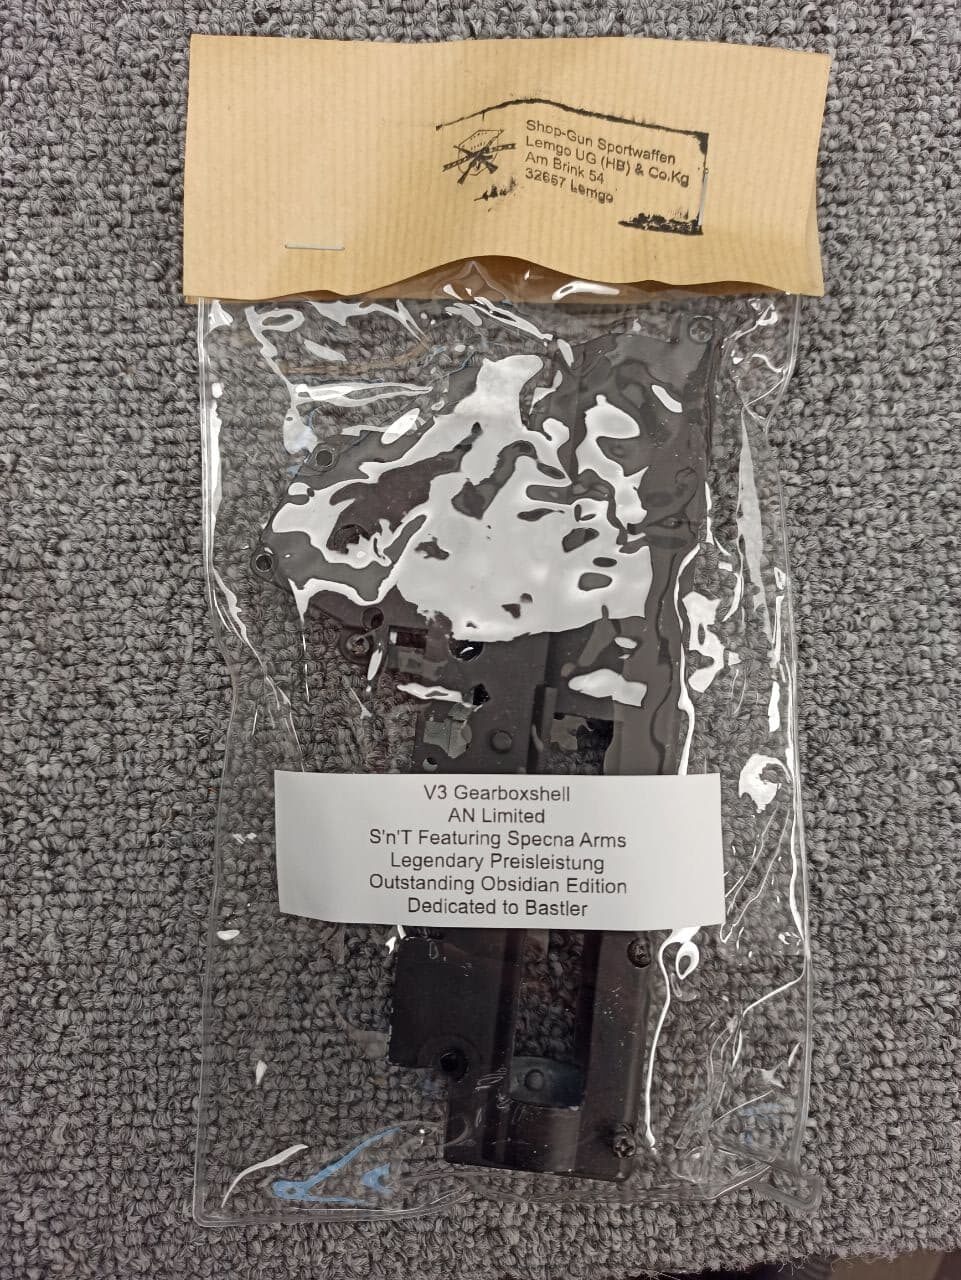 Shop-Gun Sportwaffen
Lemgo UG (HB) & Co.Kg
Am Brink 54
32657 Lemgo
V3 Gearboxshell
AN Limited
S'n'T Featuring Specna Arms
Legendary Preisleistung
Outstanding Obsidian Edition
Dedicated to Bastler